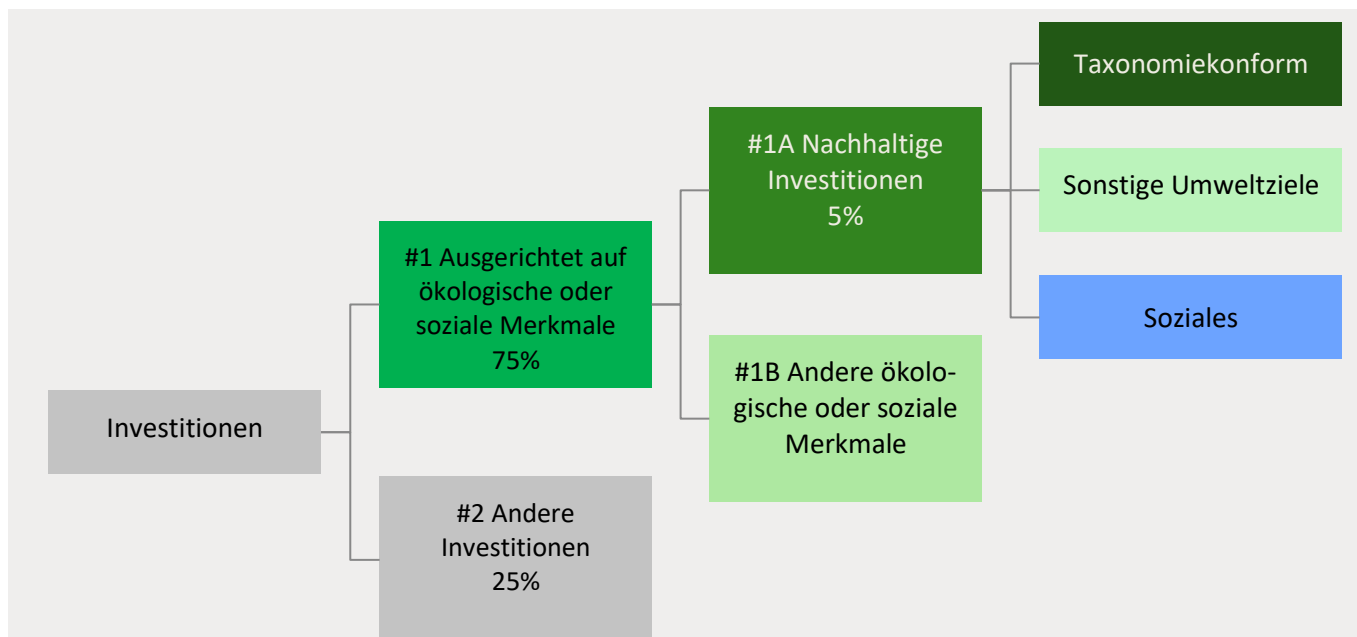 Investitionen
#1 Ausgerichtet auf
ökologische oder
soziale Merkmale
75%
#2 Andere
Investitionen
25%
#1A Nachhaltige
Investitionen
5%
#1B Andere ökolo-
gische oder soziale
Merkmale
Taxonomiekonform
Sonstige Umweltziele
Soziales